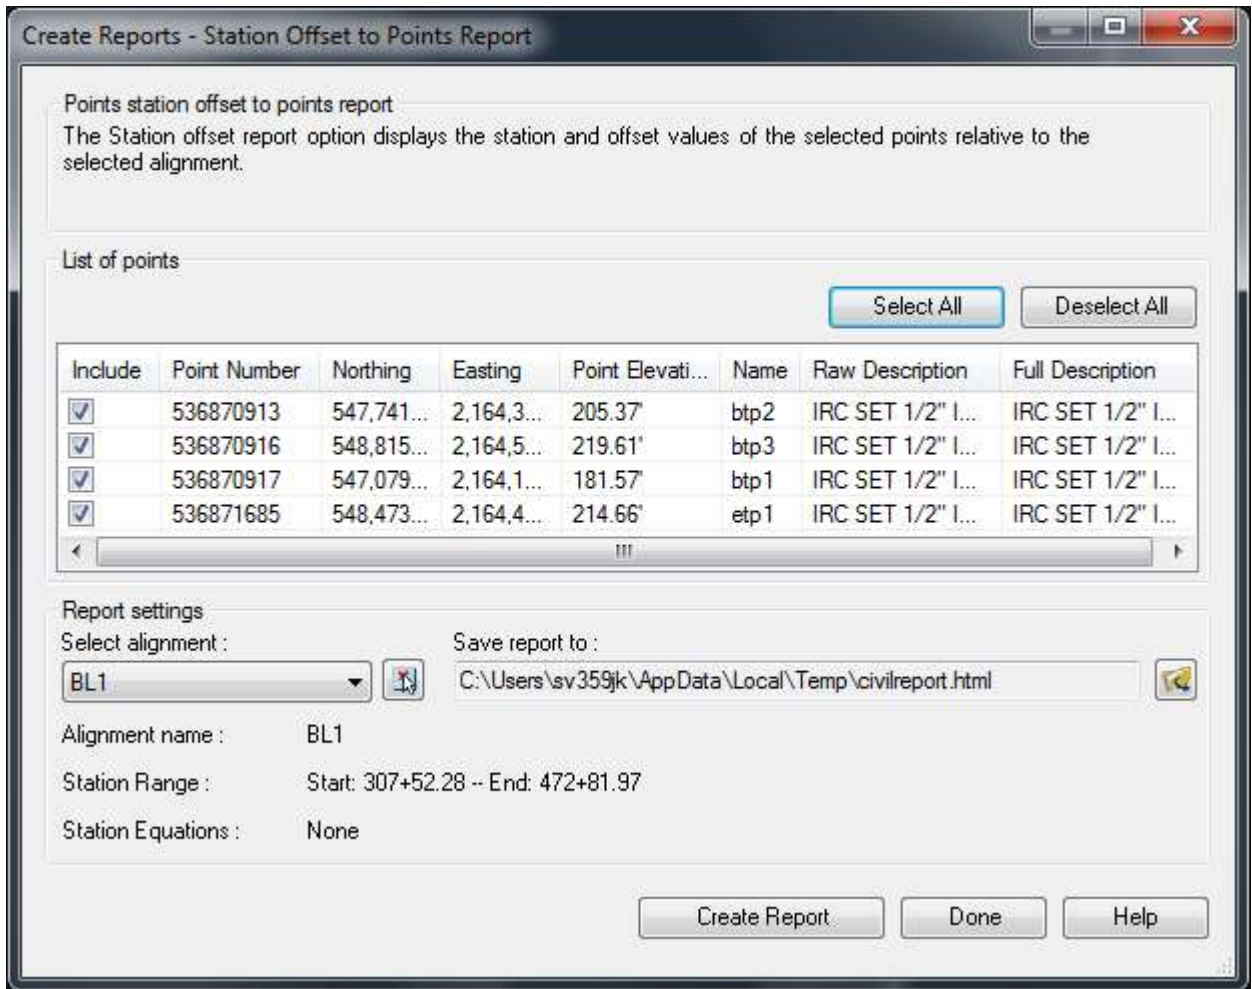 Create Reports - Station Offset to Points Report
Points station offset to points report
The Station offset report option displays the station and offset values of the selected points relative to the
selected alignment.
List of points
Select All Deselect All
Include Point Number Northing Easting Point Elevati... Name Raw Description Full Description
536870913 547,741... 2,164,3... 205.37' btp2 IRC SET 1/2" I... IRC SET 1/2" I...
536870916 548,815... 2,164,5... 219.61' btp3 IRC SET 1/2" I... IRC SET 1/2" I...
536870917 547,079... 2,164,1... 181.57' btp1 IRC SET 1/2" I... IRC SET 1/2" I...
536871685 548,473... 2,164,4... 214.66' etp1 IRC SET 1/2" I... IRC SET 1/2" I...
Report settings
Select alignment : Save report to :
BL1 C:\Users\sv359jk\AppData\Local\Temp\civilreport.html
Alignment name : BL1
Station Range : Start: 307+52.28 -- End: 472+81.97
Station Equations : None
Create Report Done Help